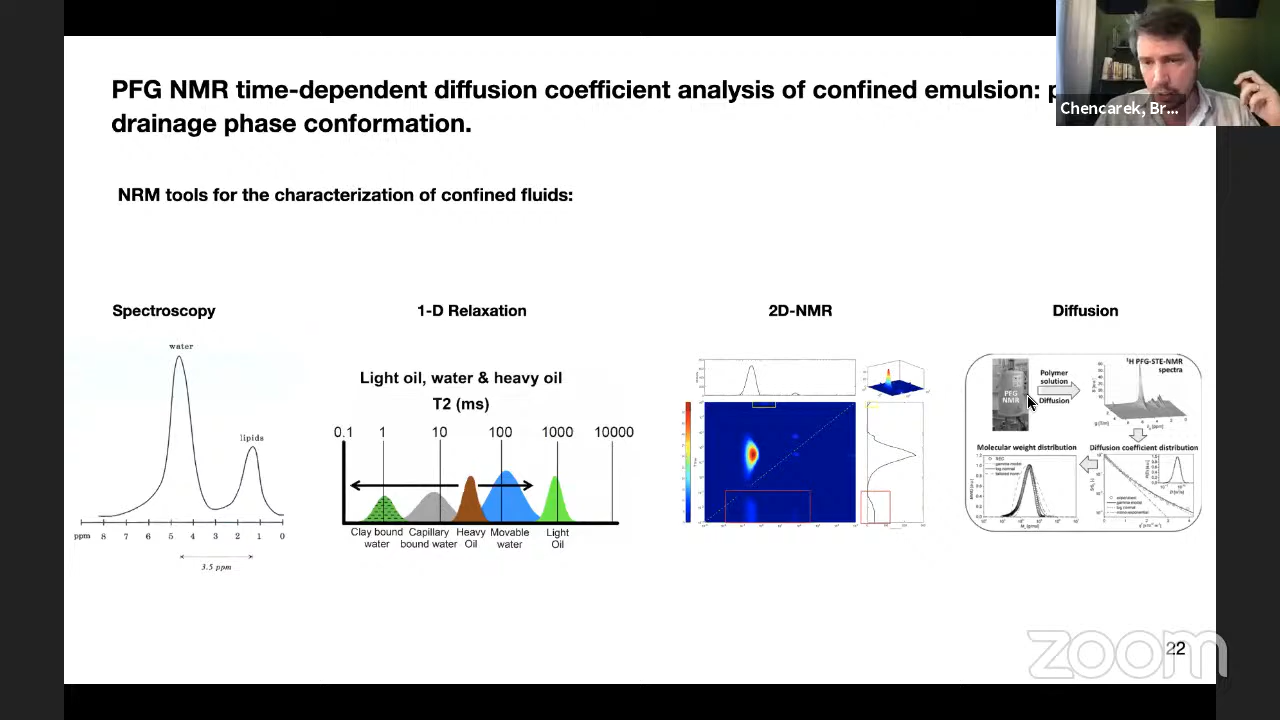 PFG NMR time-dependent diffusion coefficient analysis of confined emulsion:
drainage phase conformation.
Chencarek, Br...
NRM tools for the characterization of confined fluids:
Spectroscopy
1-D Relaxation
2D-NMR
Diffusion
water
lipids
ppm 8 7 6 5 4 3 2 1 0
3.5 ppm
Light oil, water & heavy oil
T2 (ms)
0.1 1 10 100 1000 10000
Clay bound water
Capillary bound water
Heavy Oil
Movable water
Light Oil
PFG NMR
Polymer solution
Diffusion
¹H PFG-STE-NMR
spectra
Molecular weight distribution
Diffusion coefficient distribution
zoom
22